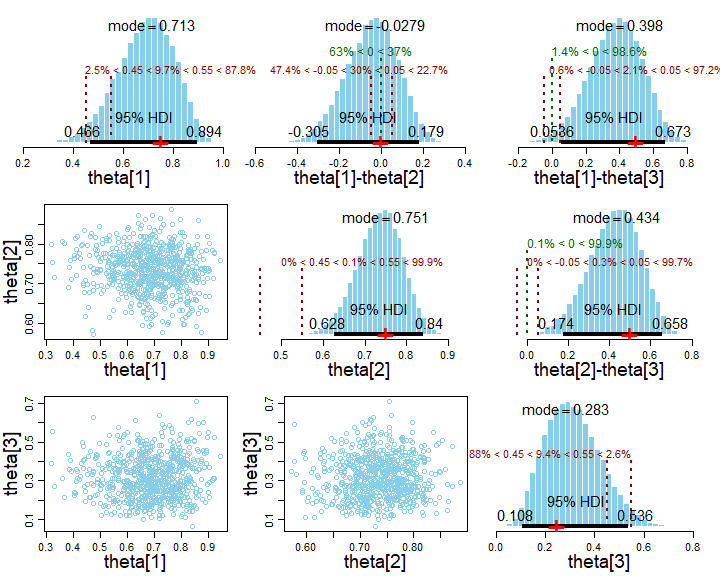 mode = 0.713
2.5% < 0.45 < 9.7% < 0.55 < 87.8%
95% HDI
0.466
0.894
0.2 0.4 0.6 0.8 1.0
theta[1]
mode = -0.0279
63% < 0 < 37%
47.4% < -0.05 < 30% < 0.05 < 22.7%
95% HDI
-0.305
0.179
-0.6 -0.4 -0.2 0.0 0.2 0.4
theta[1]-theta[2]
mode = 0.398
1.4% < 0 < 98.6%
0.6% < -0.05 < 2.1% < 0.05 < 97.2%
95% HDI
0.0536
0.673
-0.2 0.0 0.2 0.4 0.6 0.8
theta[1]-theta[3]
theta[2]
0.60 0.70 0.80
0.3 0.4 0.5 0.6 0.7 0.8 0.9
theta[1]
mode = 0.751
0% < 0.45 < 0.1% < 0.55 < 99.9%
95% HDI
0.628
0.84
0.5 0.6 0.7 0.8 0.9
theta[2]
mode = 0.434
0.1% < 0 < 99.9%
0% < -0.05 < 0.3% < 0.05 < 99.7%
95% HDI
0.174
0.658
0.0 0.2 0.4 0.6 0.8
theta[2]-theta[3]
theta[3]
0.1 0.3 0.5 0.7
0.3 0.4 0.5 0.6 0.7 0.8 0.9
theta[1]
theta[3]
0.1 0.3 0.5 0.7
0.60 0.70 0.80
theta[2]
mode = 0.283
88% < 0.45 < 9.4% < 0.55 < 2.6%
95% HDI
0.108
0.536
0.0 0.2 0.4 0.6 0.8
theta[3]